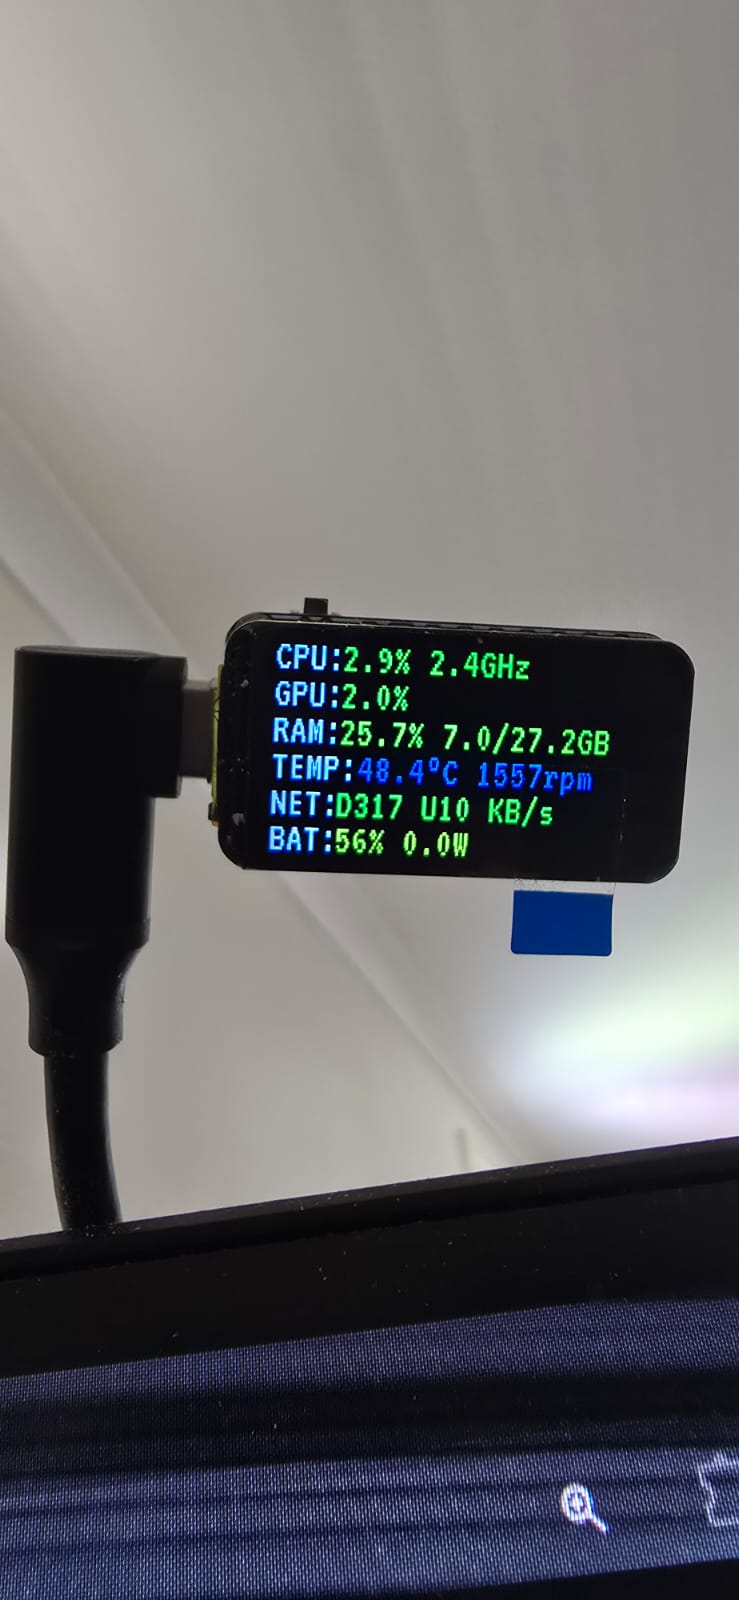 CPU:2.9% 2.4GHz
GPU:2.0%
RAM:25.7% 7.0/27.2GB
TEMP:48.4ºC 1557rpm
NET:D317 U10 KB/s
BAT:56% 0.0W